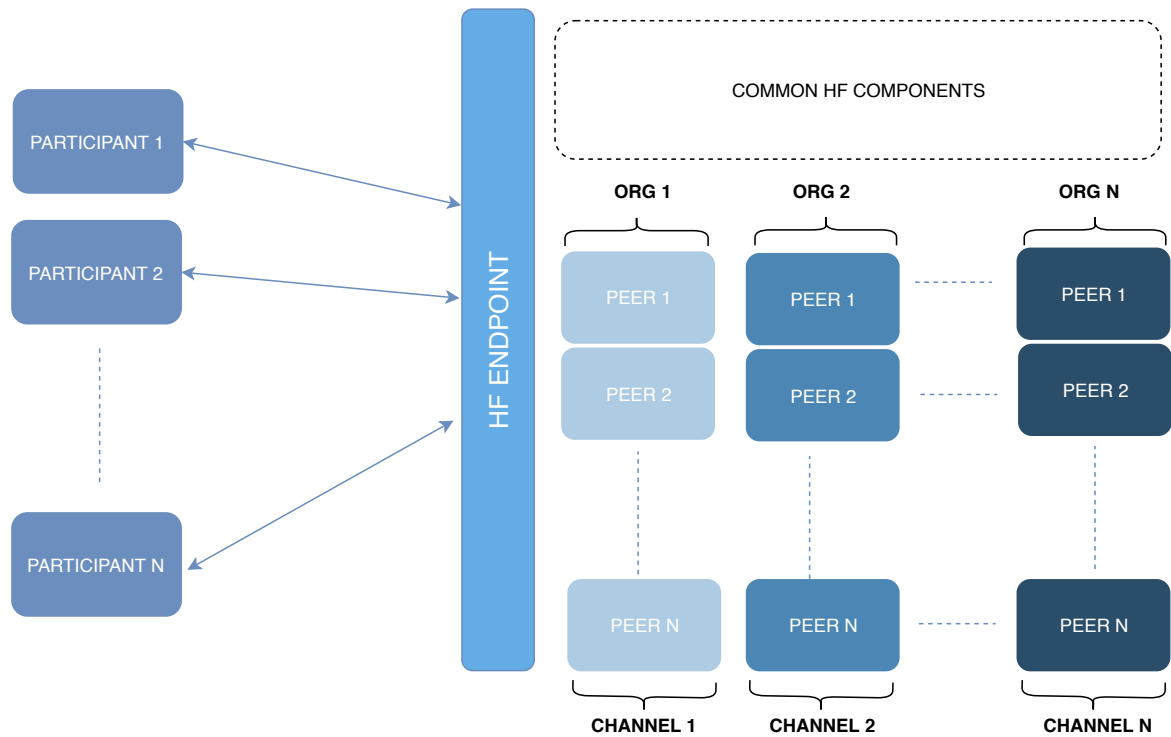 COMMON HF COMPONENTS
PARTICIPANT 1
PARTICIPANT 2
PARTICIPANT N
HF ENDPOINT
ORG 1
ORG 2
ORG N
PEER 1
PEER 1
PEER 1
PEER 2
PEER 2
PEER 2
PEER N
PEER N
PEER N
CHANNEL 1
CHANNEL 2
CHANNEL N